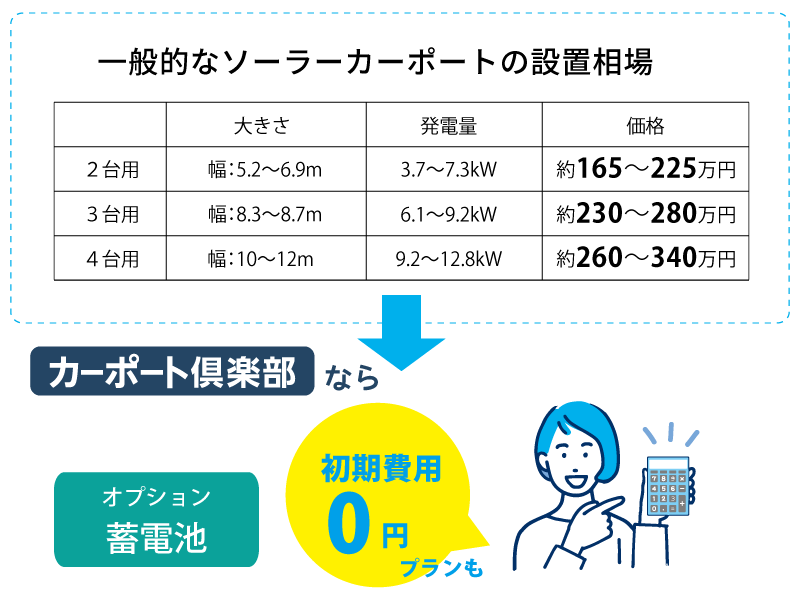 一般的なソーラーカーポートの設置相場
大きさ 発電量 価格
2台用 幅:5.2〜6.9m 3.7〜7.3kW 約165〜225万円
3台用 幅:8.3〜8.7m 6.1〜9.2kW 約230〜280万円
4台用 幅:10〜12m 9.2〜12.8kW 約260〜340万円
カーポート倶楽部 なら
オプション
蓄電池
初期費用
0円
プランも